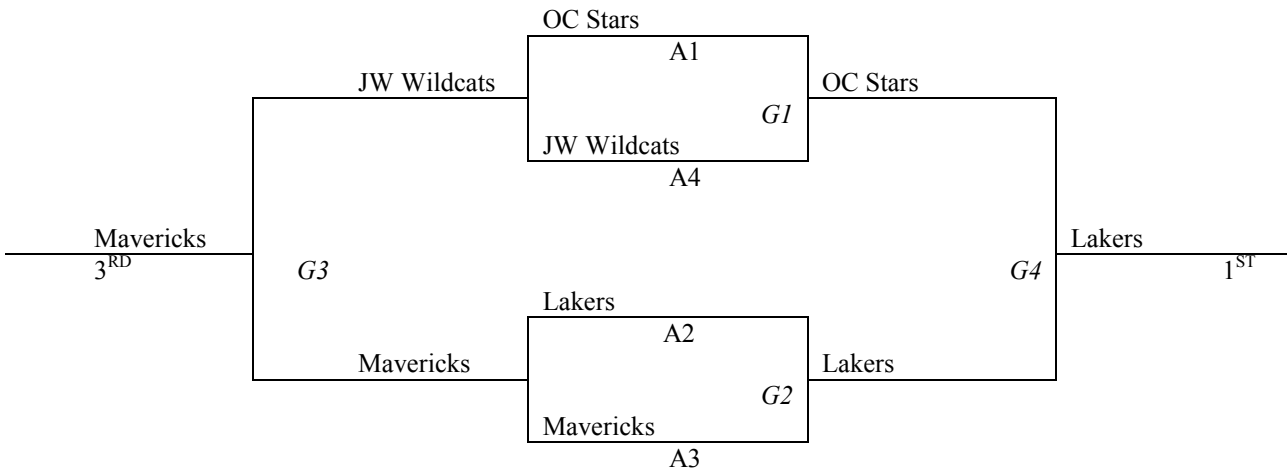 OC Stars
A1
JW Wildcats
OC Stars
G1
JW Wildcats
A4
Mavericks
3RD
G3
Lakers
1ST
G4
Lakers
A2
Mavericks
Lakers
G2
Mavericks
A3